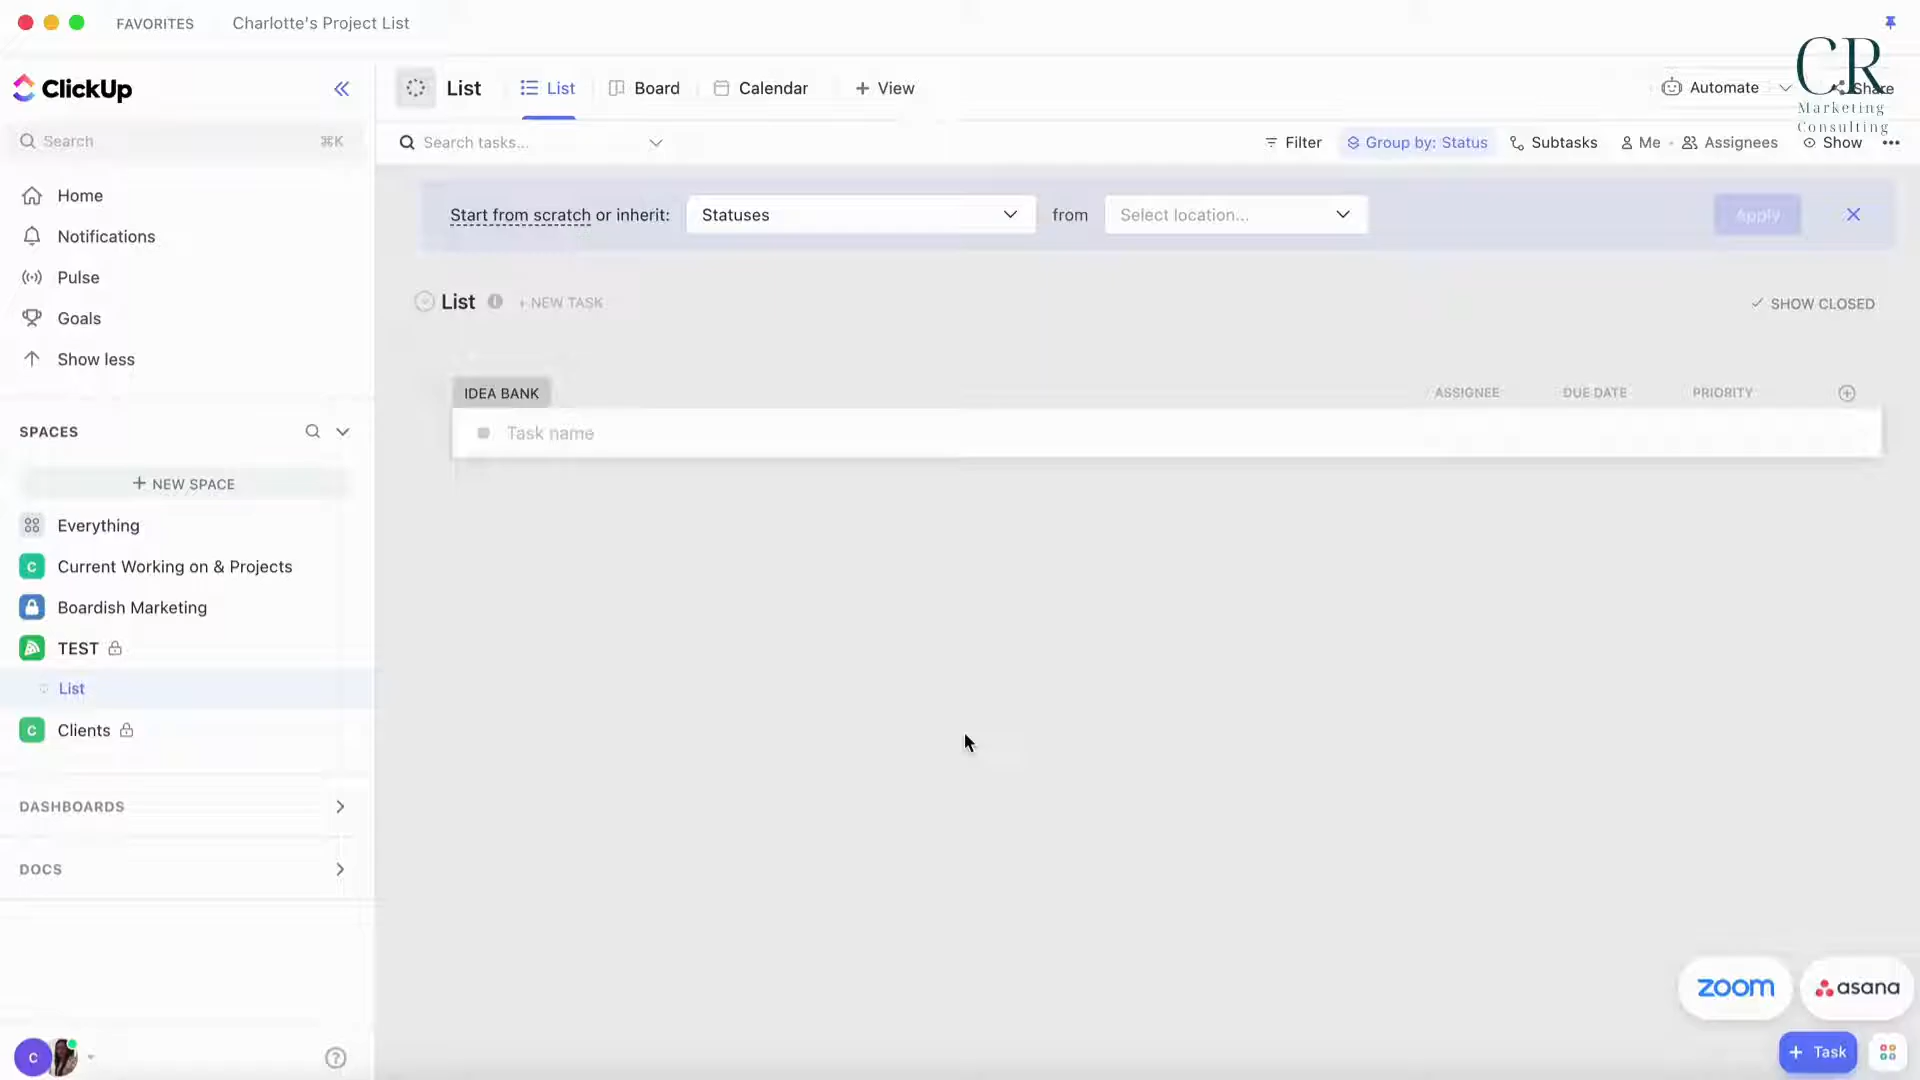 FAVORITES Charlotte's Project List
ClickUp
List List Board Calendar + View
Automate Share
CR
Marketing
Consulting
Search ⌘K
Search tasks...
Filter Group by: Status Subtasks Me Assignees Show
Home
Notifications
Pulse
Goals
Show less
Start from scratch or inherit: Statuses from Select location... Apply
List + NEW TASK SHOW CLOSED
IDEA BANK ASSIGNEE DUE DATE PRIORITY
Task name
SPACES
+ NEW SPACE
Everything
C Current Working on & Projects
Boardish Marketing
TEST
List
C Clients
DASHBOARDS
DOCS
zoom asana
C
+ Task